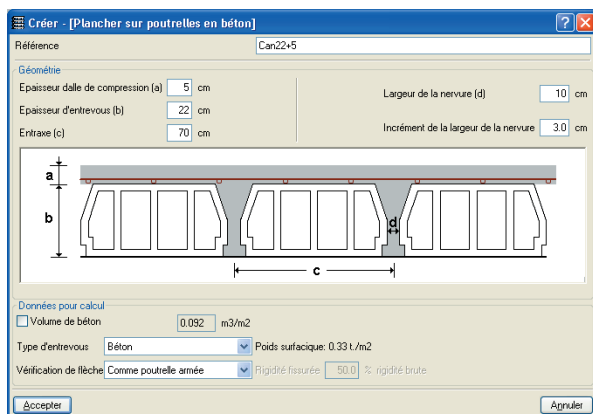 Créer - [Plancher sur poutrelles en béton]
Référence Can22+5
Géométrie
Epaisseur dalle de compression (a) 5 cm
Largeur de la nervure (d) 10 cm
Epaisseur d'entrevous (b) 22 cm
Entraxe (c) 70 cm
Incrément de la largeur de la nervure 3.0 cm
a
b
d
c
Données pour calcul
Volume de béton 0.092 m3/m2
Type d'entrevous Béton Poids surfacique: 0.33 t./m2
Vérification de flèche Comme poutrelle armée Rigidité fissurée 50.0 % rigidité brute
Accepter Annuler